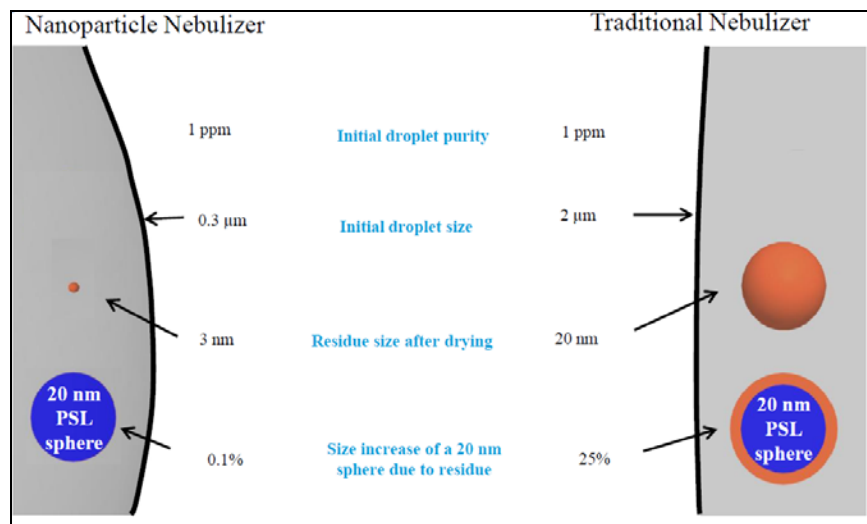 Nanoparticle Nebulizer
Traditional Nebulizer
1 ppm
Initial droplet purity
1 ppm
0.3 µm
Initial droplet size
2 µm
3 nm
Residue size after drying
20 nm
20 nm
PSL
sphere
0.1%
Size increase of a 20 nm
sphere due to residue
25%
20 nm
PSL
sphere